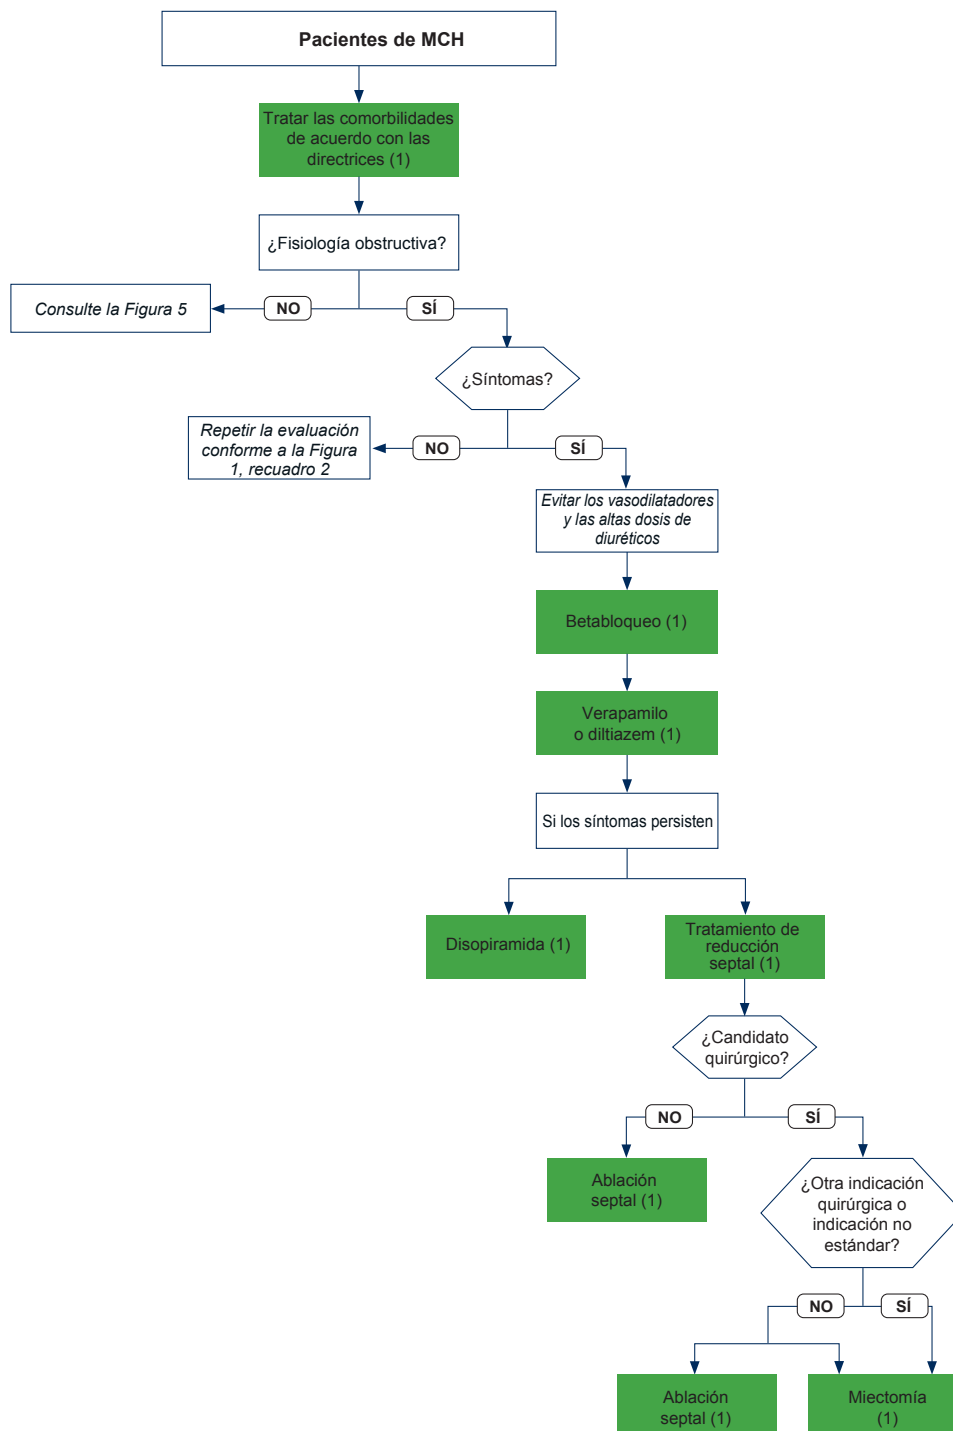 Pacientes de MCH
Tratar las comorbilidades
de acuerdo con las
directrices (1)
¿Fisiología obstructiva?
NO
SÍ
Consulte la Figura 5
¿Síntomas?
NO
SÍ
Repetir la evaluación
conforme a la Figura
1, recuadro 2
Evitar los vasodilatadores
y las altas dosis de
diuréticos
Betabloqueo (1)
Verapamilo
o diltiazem (1)
Si los síntomas persisten
Disopiramida (1)
Tratamiento de
reducción
septal (1)
¿Candidato
quirúrgico?
NO
SÍ
Ablación
septal (1)
¿Otra indicación
quirúrgica o
indicación no
estándar?
NO
SÍ
Ablación
septal (1)
Miectomía
(1)